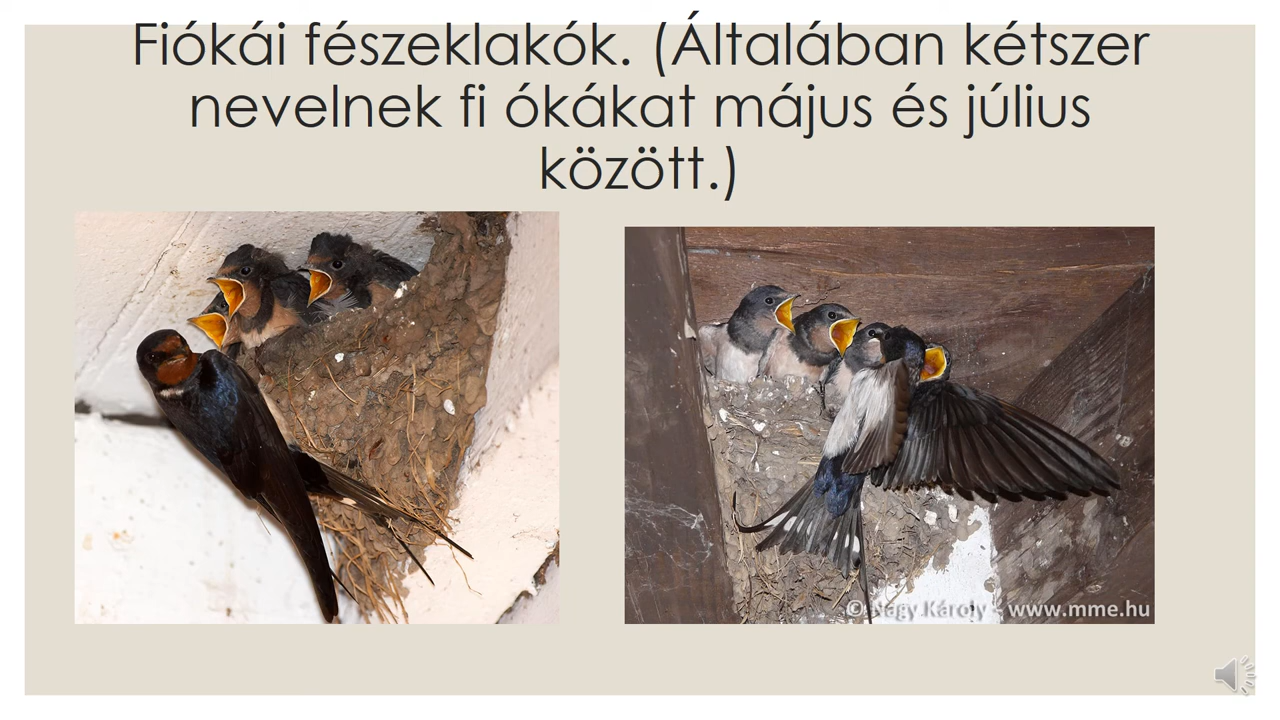 Fiókái fészeklakók. (Általában kétszer
nevelnek fi ókákat május és július
között.)
© Nagy Károly - www.mme.hu